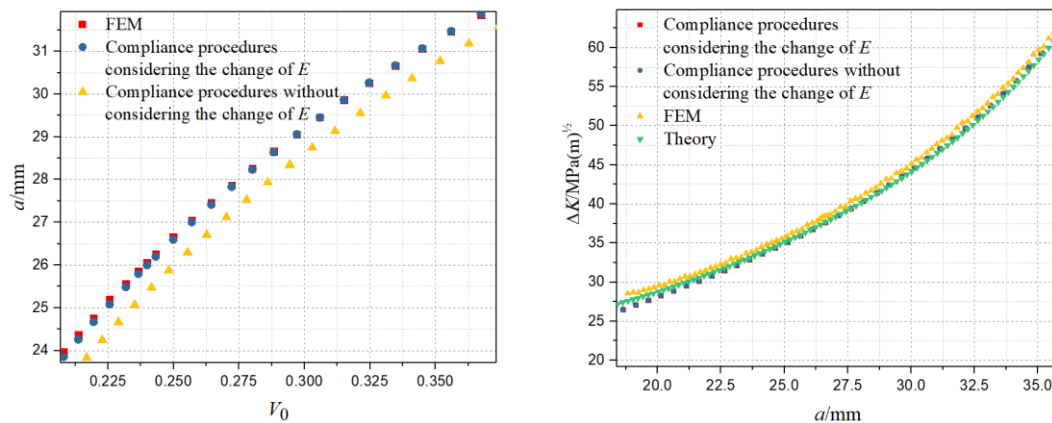 31
30
29
28
27
26
25
24
a/mm
FEM
Compliance procedures
considering the change of E
Compliance procedures without
considering the change of E
0.225
0.250
0.275
0.300
0.325
0.350
V₀
60
55
50
45
40
35
30
25
20
ΔK/MPa(m)^½
Compliance procedures
considering the change of E
Compliance procedures without
considering the change of E
FEM
Theory
20.0
22.5
25.0
27.5
30.0
32.5
35.0
a/mm